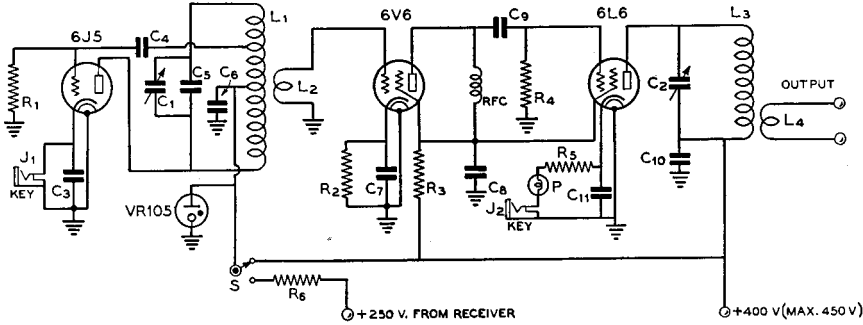 6J5
C4
L1
6V6
C9
6L6
L3
R1
C1
C5
C6
L2
RFC
R4
C2
OUTPUT
L4
J1
KEY
C3
VR105
R2
C7
R3
C8
R5
P
J2
KEY
C11
C10
S
R6
+250 V. FROM RECEIVER
+400 V (MAX. 450 V)